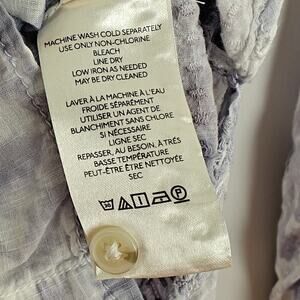 MACHINE WASH COLD SEPARATELY
USE ONLY NON-CHLORINE
BLEACH
LINE DRY
LOW IRON AS NEEDED
MAY BE DRY CLEANED
LAVER À LA MACHINE À L'EAU
FROIDE SÉPARÉMENT
UTILISER UN AGENT DE
BLANCHIMENT SANS CHLORE
SI NÉCESSAIRE
LIGNE SEC
REPASSER, AU BESOIN, À TRÉS
BASSE TEMPÉRATURE
PEUT-ÊTRE ÊTRE NETTOYÉE
SEC